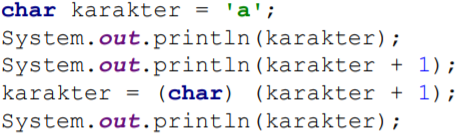 char karakter = 'a';
System.out.println(karakter);
System.out.println(karakter + 1);
karakter = (char) (karakter + 1);
System.out.println(karakter);